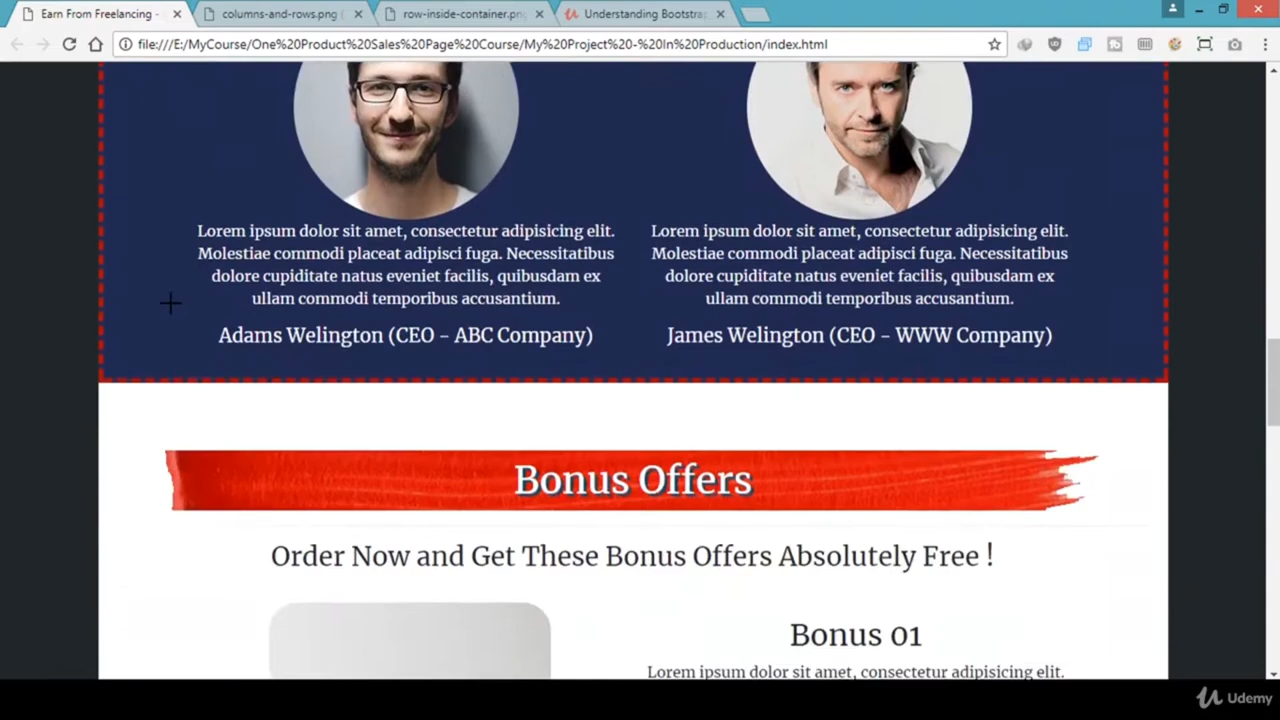 Earn From Freelancing -
columns-and-rows.png (
row-inside-container.png
Understanding Bootstrap
file:///E:/MyCourse/One%20Product%20Sales%20Page%20Course/My%20Project%20-%20In%20Production/index.html
Lorem ipsum dolor sit amet, consectetur adipisicing elit.
Molestiae commodi placeat adipisci fuga. Necessitatibus
dolore cupiditate natus eveniet facilis, quibusdam ex
ullam commodi temporibus accusantium.
Adams Welington (CEO - ABC Company)
Lorem ipsum dolor sit amet, consectetur adipisicing elit.
Molestiae commodi placeat adipisci fuga. Necessitatibus
dolore cupiditate natus eveniet facilis, quibusdam ex
ullam commodi temporibus accusantium.
James Welington (CEO - WWW Company)
Bonus Offers
Order Now and Get These Bonus Offers Absolutely Free !
Bonus 01
Lorem ipsum dolor sit amet, consectetur adipisicing elit.
Udemy